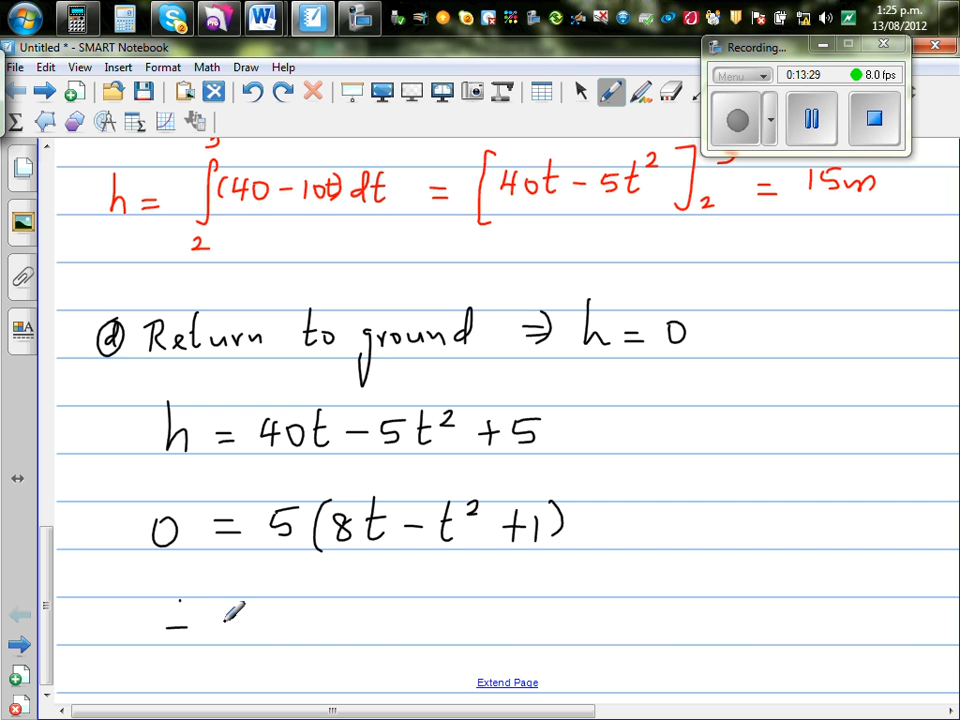 1:25 p.m.
13/08/2012
Untitled * - SMART Notebook
Recording...
File Edit View Insert Format Math Draw Help
Menu 0:13:29 8.0 fps
h = ∫₂ (40 - 10t) dt = [40t - 5t²]₂ = 15m
(d) Return to ground ⇒ h = 0
h = 40t - 5t² + 5
0 = 5(8t - t² + 1)
Extend Page